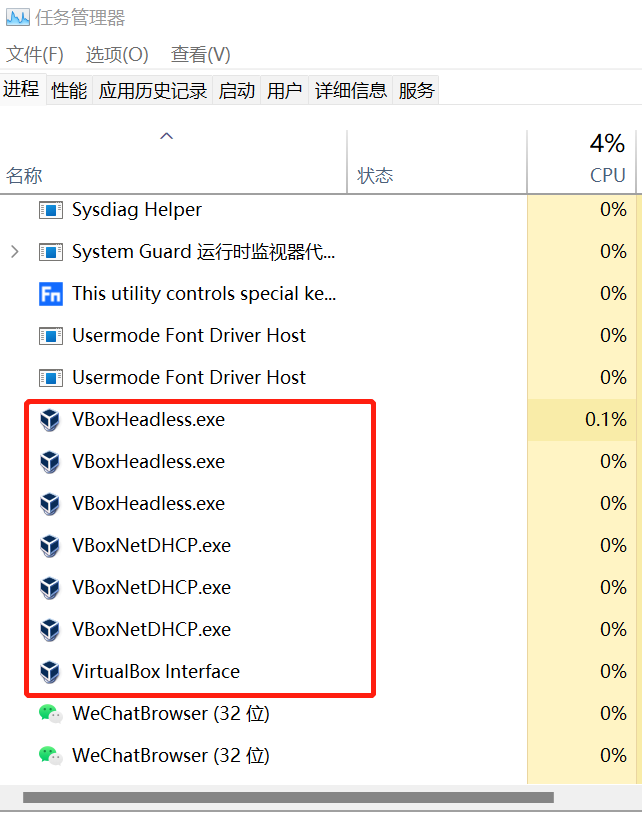 任务管理器
文件(F) 选项(O) 查看(V)
进程 性能 应用历史记录 启动 用户 详细信息 服务
4%
名称 状态 CPU
Sysdiag Helper 0%
System Guard 运行时监视器代... 0%
Fn This utility controls special ke... 0%
Usermode Font Driver Host 0%
Usermode Font Driver Host 0%
VBoxHeadless.exe 0.1%
VBoxHeadless.exe 0%
VBoxHeadless.exe 0%
VBoxNetDHCP.exe 0%
VBoxNetDHCP.exe 0%
VBoxNetDHCP.exe 0%
VirtualBox Interface 0%
WeChatBrowser (32 位) 0%
WeChatBrowser (32 位) 0%